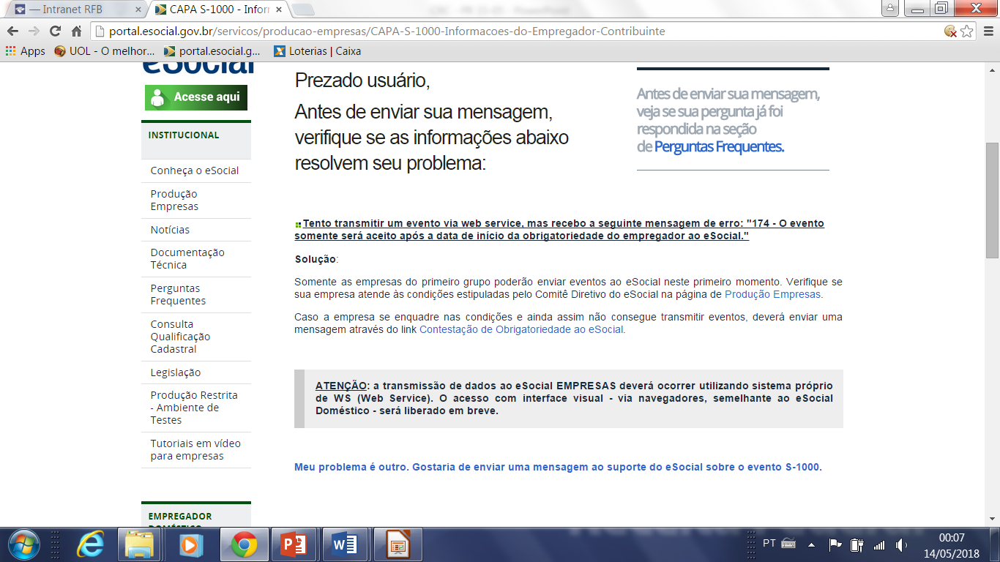 — Intranet RFB
CAPA S-1000 - Inform
portal.esocial.gov.br/servicos/producao-empresas/CAPA-S-1000-Informacoes-do-Empregador-Contribuinte
Apps
UOL - O melhor...
portal.esocial.g...
Loterias | Caixa
eSocial
Acesse aqui
INSTITUCIONAL
Conheça o eSocial
Produção
Empresas
Notícias
Documentação
Técnica
Perguntas
Frequentes
Consulta
Qualificação
Cadastral
Legislação
Produção Restrita
- Ambiente de
Testes
Tutoriais em vídeo
para empresas
EMPREGADOR
DOMÉSTICO
Prezado usuário,
Antes de enviar sua mensagem,
verifique se as informações abaixo
resolvem seu problema:
Antes de enviar sua mensagem,
veja se sua pergunta já foi
respondida na seção
de Perguntas Frequentes.
Tento transmitir um evento via web service, mas recebo a seguinte mensagem de erro: "174 - O evento
somente será aceito após a data de início da obrigatoriedade do empregador ao eSocial."
Solução:
Somente as empresas do primeiro grupo poderão enviar eventos ao eSocial neste primeiro momento. Verifique se
sua empresa atende às condições estipuladas pelo Comitê Diretivo do eSocial na página de Produção Empresas.
Caso a empresa se enquadre nas condições e ainda assim não consegue transmitir eventos, deverá enviar uma
mensagem através do link Contestação de Obrigatoriedade ao eSocial.
ATENÇÃO: a transmissão de dados ao eSocial EMPRESAS deverá ocorrer utilizando sistema próprio
de WS (Web Service). O acesso com interface visual - via navegadores, semelhante ao eSocial
Doméstico - será liberado em breve.
Meu problema é outro. Gostaria de enviar uma mensagem ao suporte do eSocial sobre o evento S-1000.
PT
00:07
14/05/2018